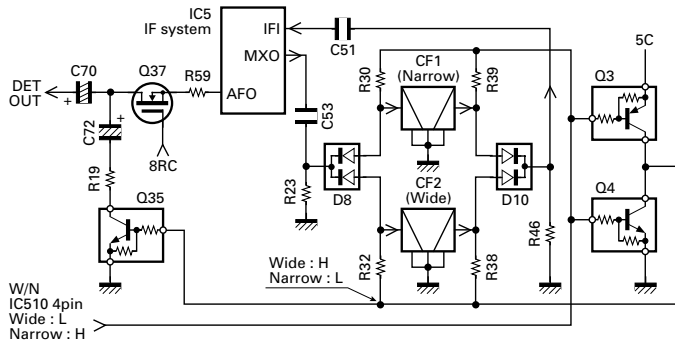 IC5
IF system
IFI
MXO
AFO
C51
5C
C70
Q37
R59
DET
OUT
+
C72
+
8RC
C53
R30
CF1
(Narrow)
R39
Q3
R19
Q35
R23
D8
CF2
(Wide)
D10
R46
Q4
R32
R38
Wide : H
Narrow : L
W/N
IC510 4pin
Wide : L
Narrow : H